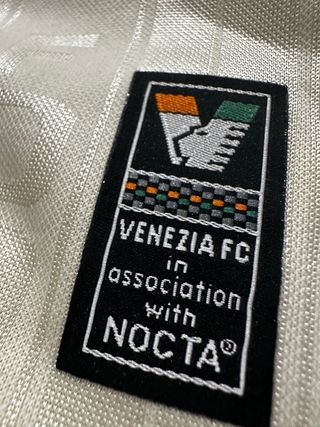 VENEZIA FC
in
association
with
NOCTA®